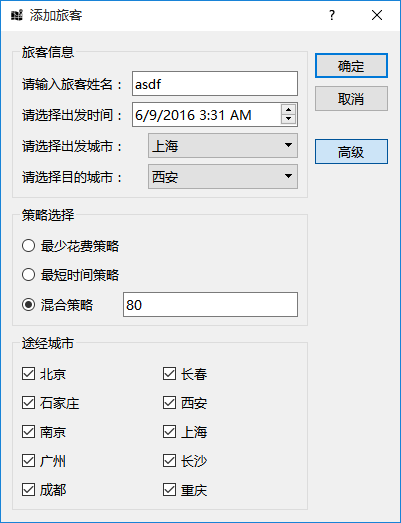 添加旅客
?
旅客信息
请输入旅客姓名： asdf
请选择出发时间： 6/9/2016 3:31 AM
请选择出发城市： 上海
请选择目的城市： 西安
确定
取消
高级
策略选择
最少花费策略
最短时间策略
混合策略 80
途经城市
北京 长春
石家庄 西安
南京 上海
广州 长沙
成都 重庆